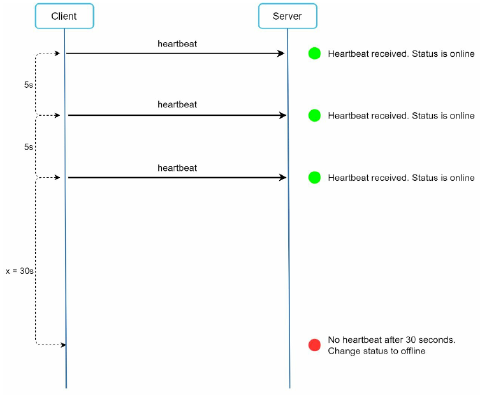 Client
Server
heartbeat
Heartbeat received. Status is online
5s
heartbeat
Heartbeat received. Status is online
5s
heartbeat
Heartbeat received. Status is online
x = 30s
No heartbeat after 30 seconds.
Change status to offline